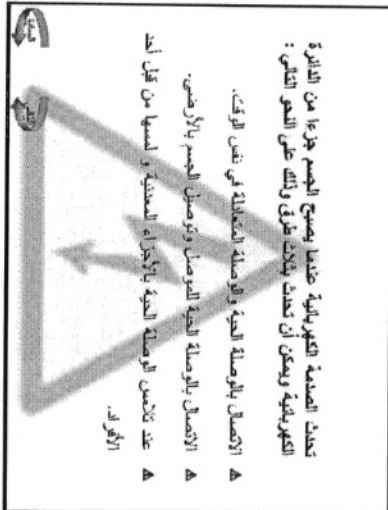 تحدث الصدمة الكهربائية عندما يصبح الجسم جزءا من الدائرة
الكهربائية ويمكن أن تحدث بثلاث طرق وذلك على النحو التالي :
الاتصال بالوصلة الحية والوصلة المتعادلة في نفس الوقت.
الاتصال بالوصلة الحية للموصل وتوصيل الجسم بالأرضي.
عند تلامس الوصلة الحية بالأجزاء المعدنية و لمسها من قبل أحد
الأفراد.